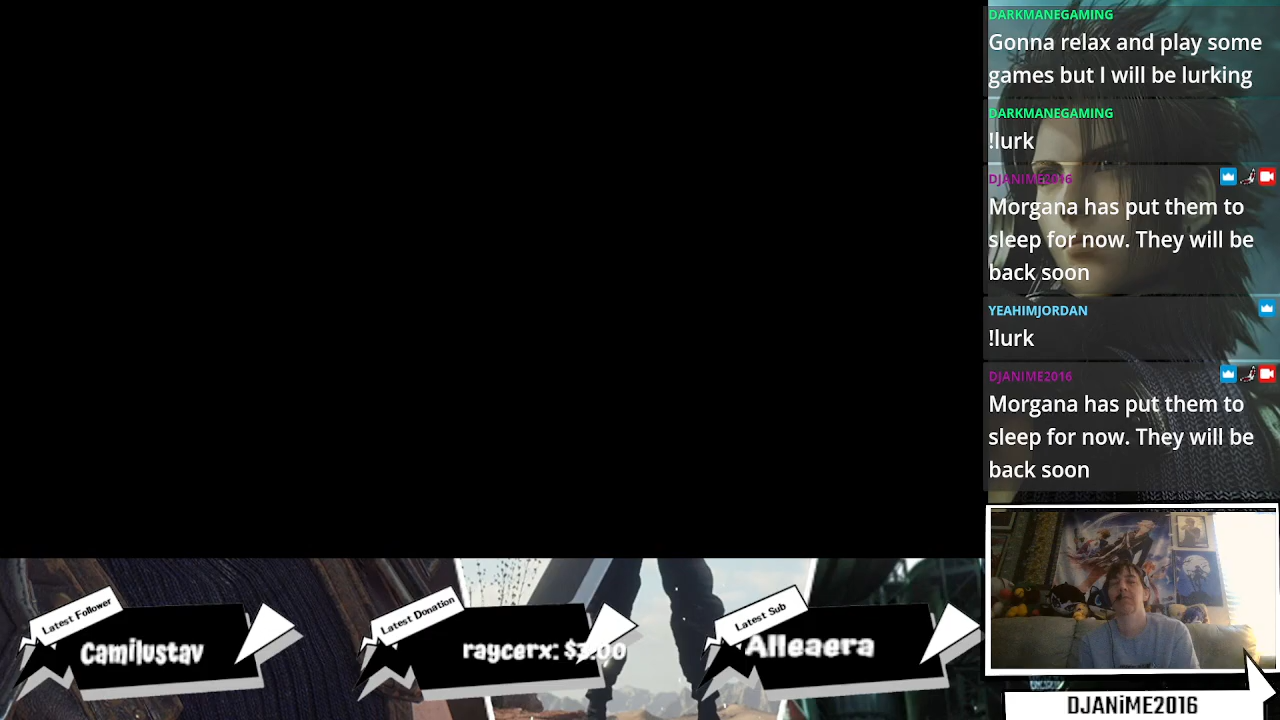 DARKMANEGAMING
Gonna relax and play some
games but I will be lurking
DARKMANEGAMING
!lurk
DJANIME2016
Morgana has put them to
sleep for now. They will be
back soon
YEAHIMJORDAN
!lurk
DJANIME2016
Morgana has put them to
sleep for now. They will be
back soon
Latest Follower
Camilustav
Latest Donation
raycerx: $3.00
Latest Sub
Alleaera
DJANiME2016